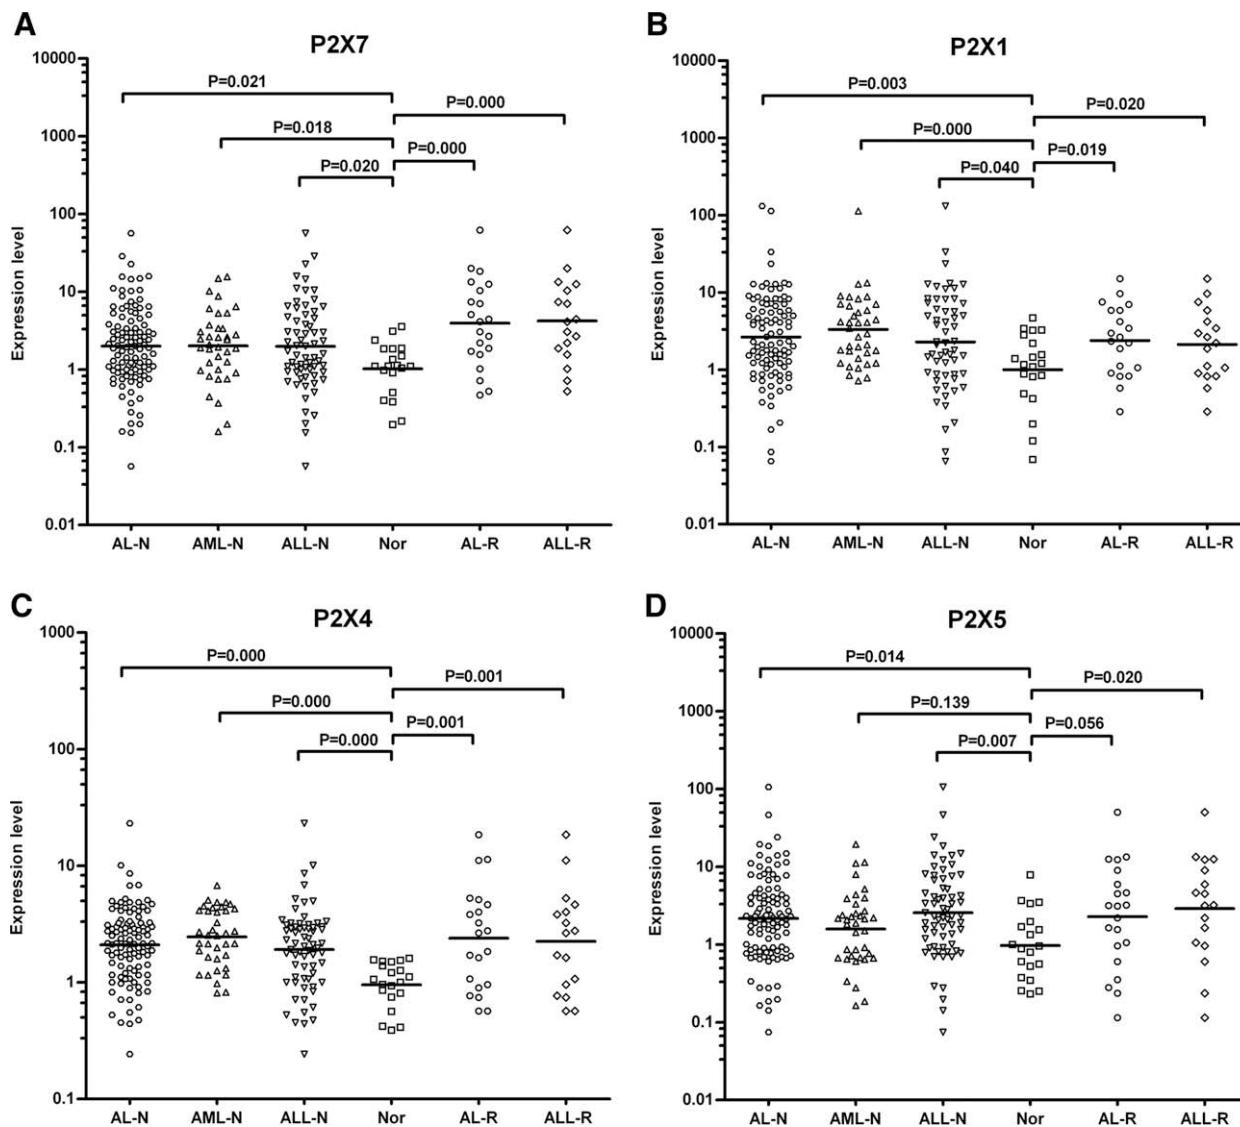 A
P2X7
10000
1000
100
10
1
0.1
0.01
Expression level
P=0.021
P=0.000
P=0.018
P=0.000
P=0.020
AL-N AML-N ALL-N Nor AL-R ALL-R
B
P2X1
10000
1000
100
10
1
0.1
0.01
Expression level
P=0.003
P=0.020
P=0.000
P=0.019
P=0.040
AL-N AML-N ALL-N Nor AL-R ALL-R
C
P2X4
1000
100
10
1
0.1
Expression level
P=0.000
P=0.001
P=0.000
P=0.001
P=0.000
AL-N AML-N ALL-N Nor AL-R ALL-R
D
P2X5
10000
1000
100
10
1
0.1
0.01
Expression level
P=0.014
P=0.020
P=0.139
P=0.056
P=0.007
AL-N AML-N ALL-N Nor AL-R ALL-R